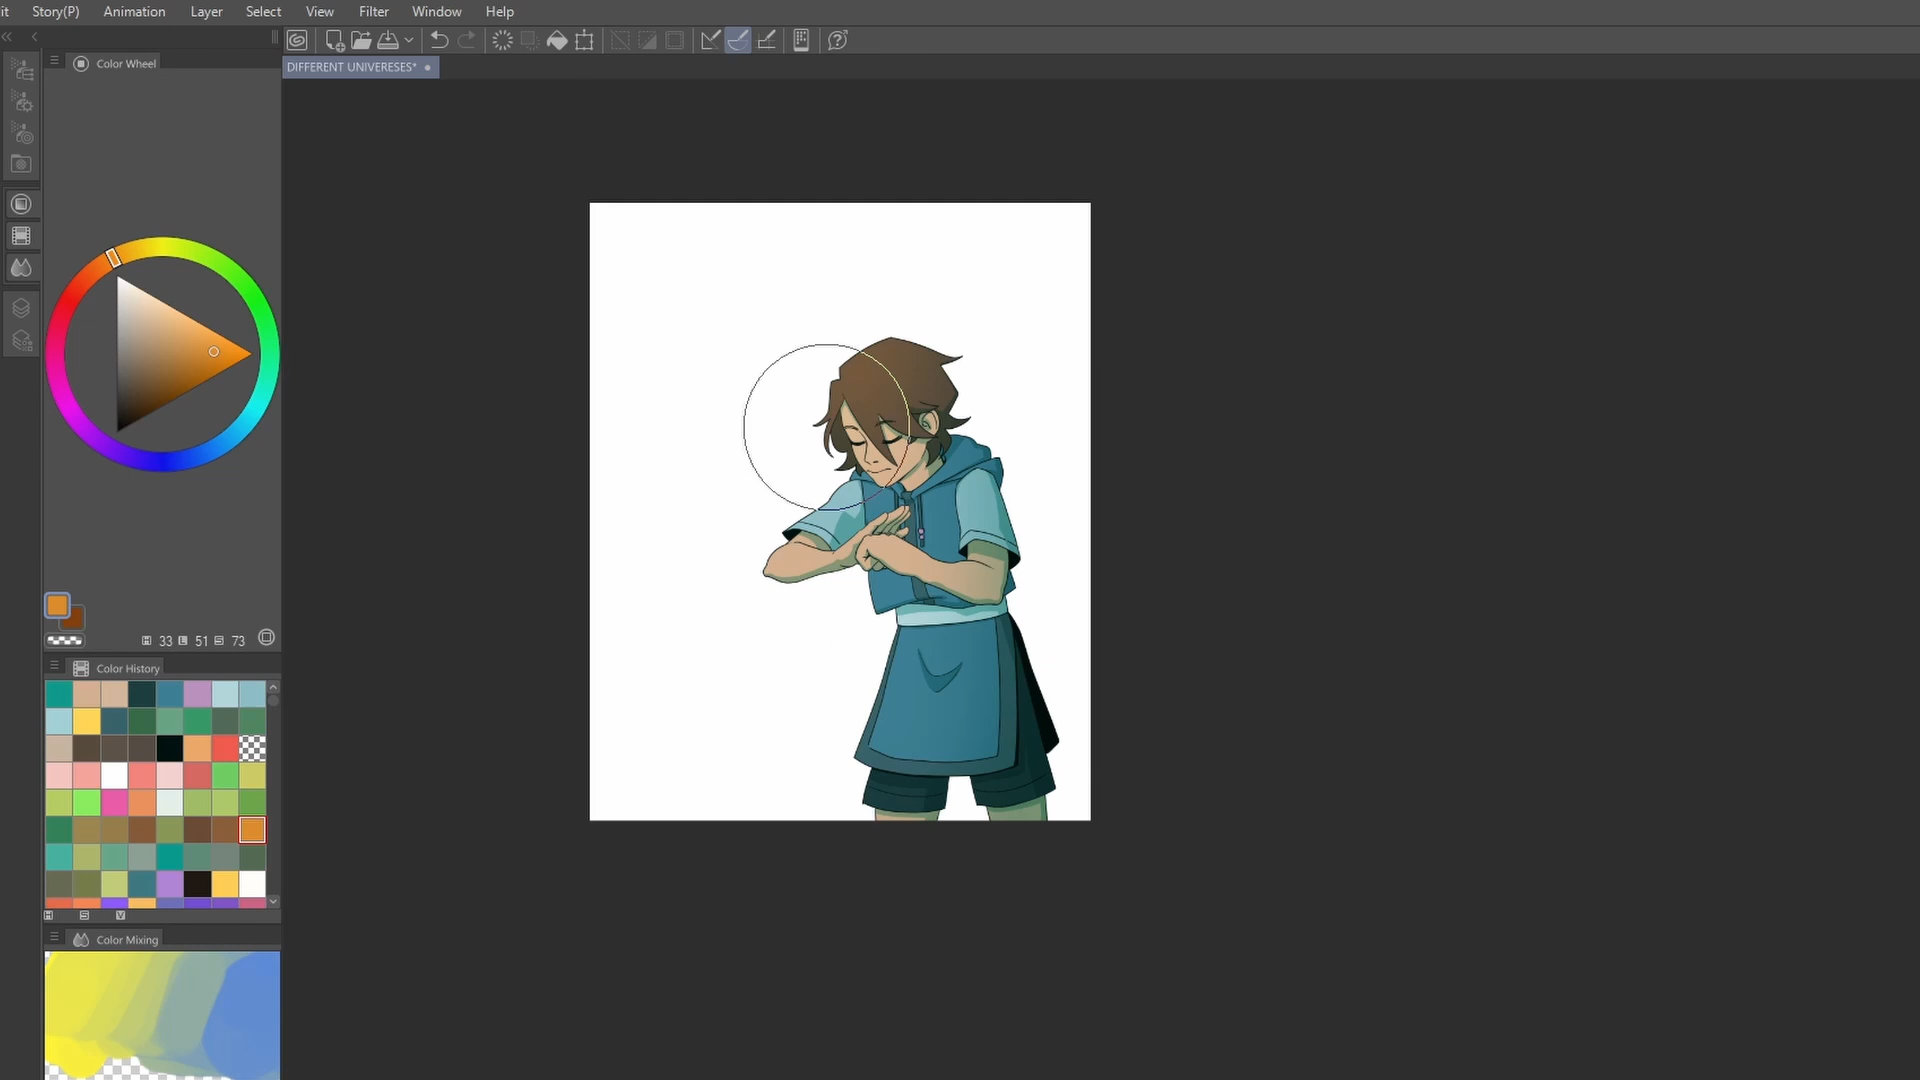 it Story(P) Animation Layer Select View Filter Window Help
Color Wheel
DIFFERENT UNIVERESES*
H 33 L 51 S 73
Color History
H S V
Color Mixing